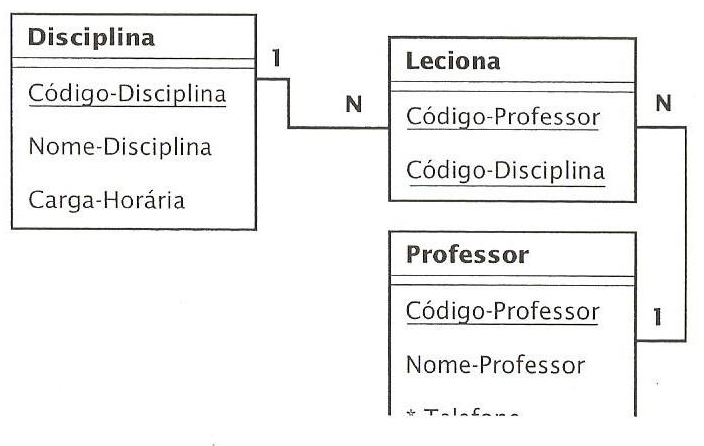 Disciplina
Código-Disciplina
Nome-Disciplina
Carga-Horária
1
N
Leciona
Código-Professor
Código-Disciplina
N
Professor
Código-Professor
Nome-Professor
1